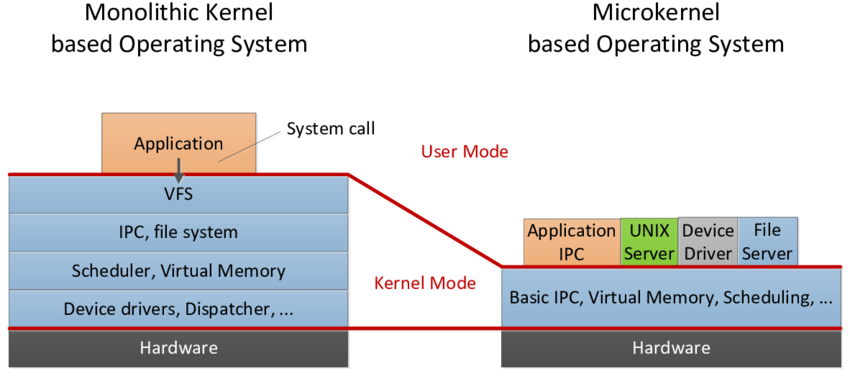 Monolithic Kernel
based Operating System
Microkernel
based Operating System
Application
System call
User Mode
VFS
IPC, file system
Scheduler, Virtual Memory
Device drivers, Dispatcher, ...
Hardware
Kernel Mode
Application
IPC
UNIX
Server
Device
Driver
File
Server
Basic IPC, Virtual Memory, Scheduling, ...
Hardware